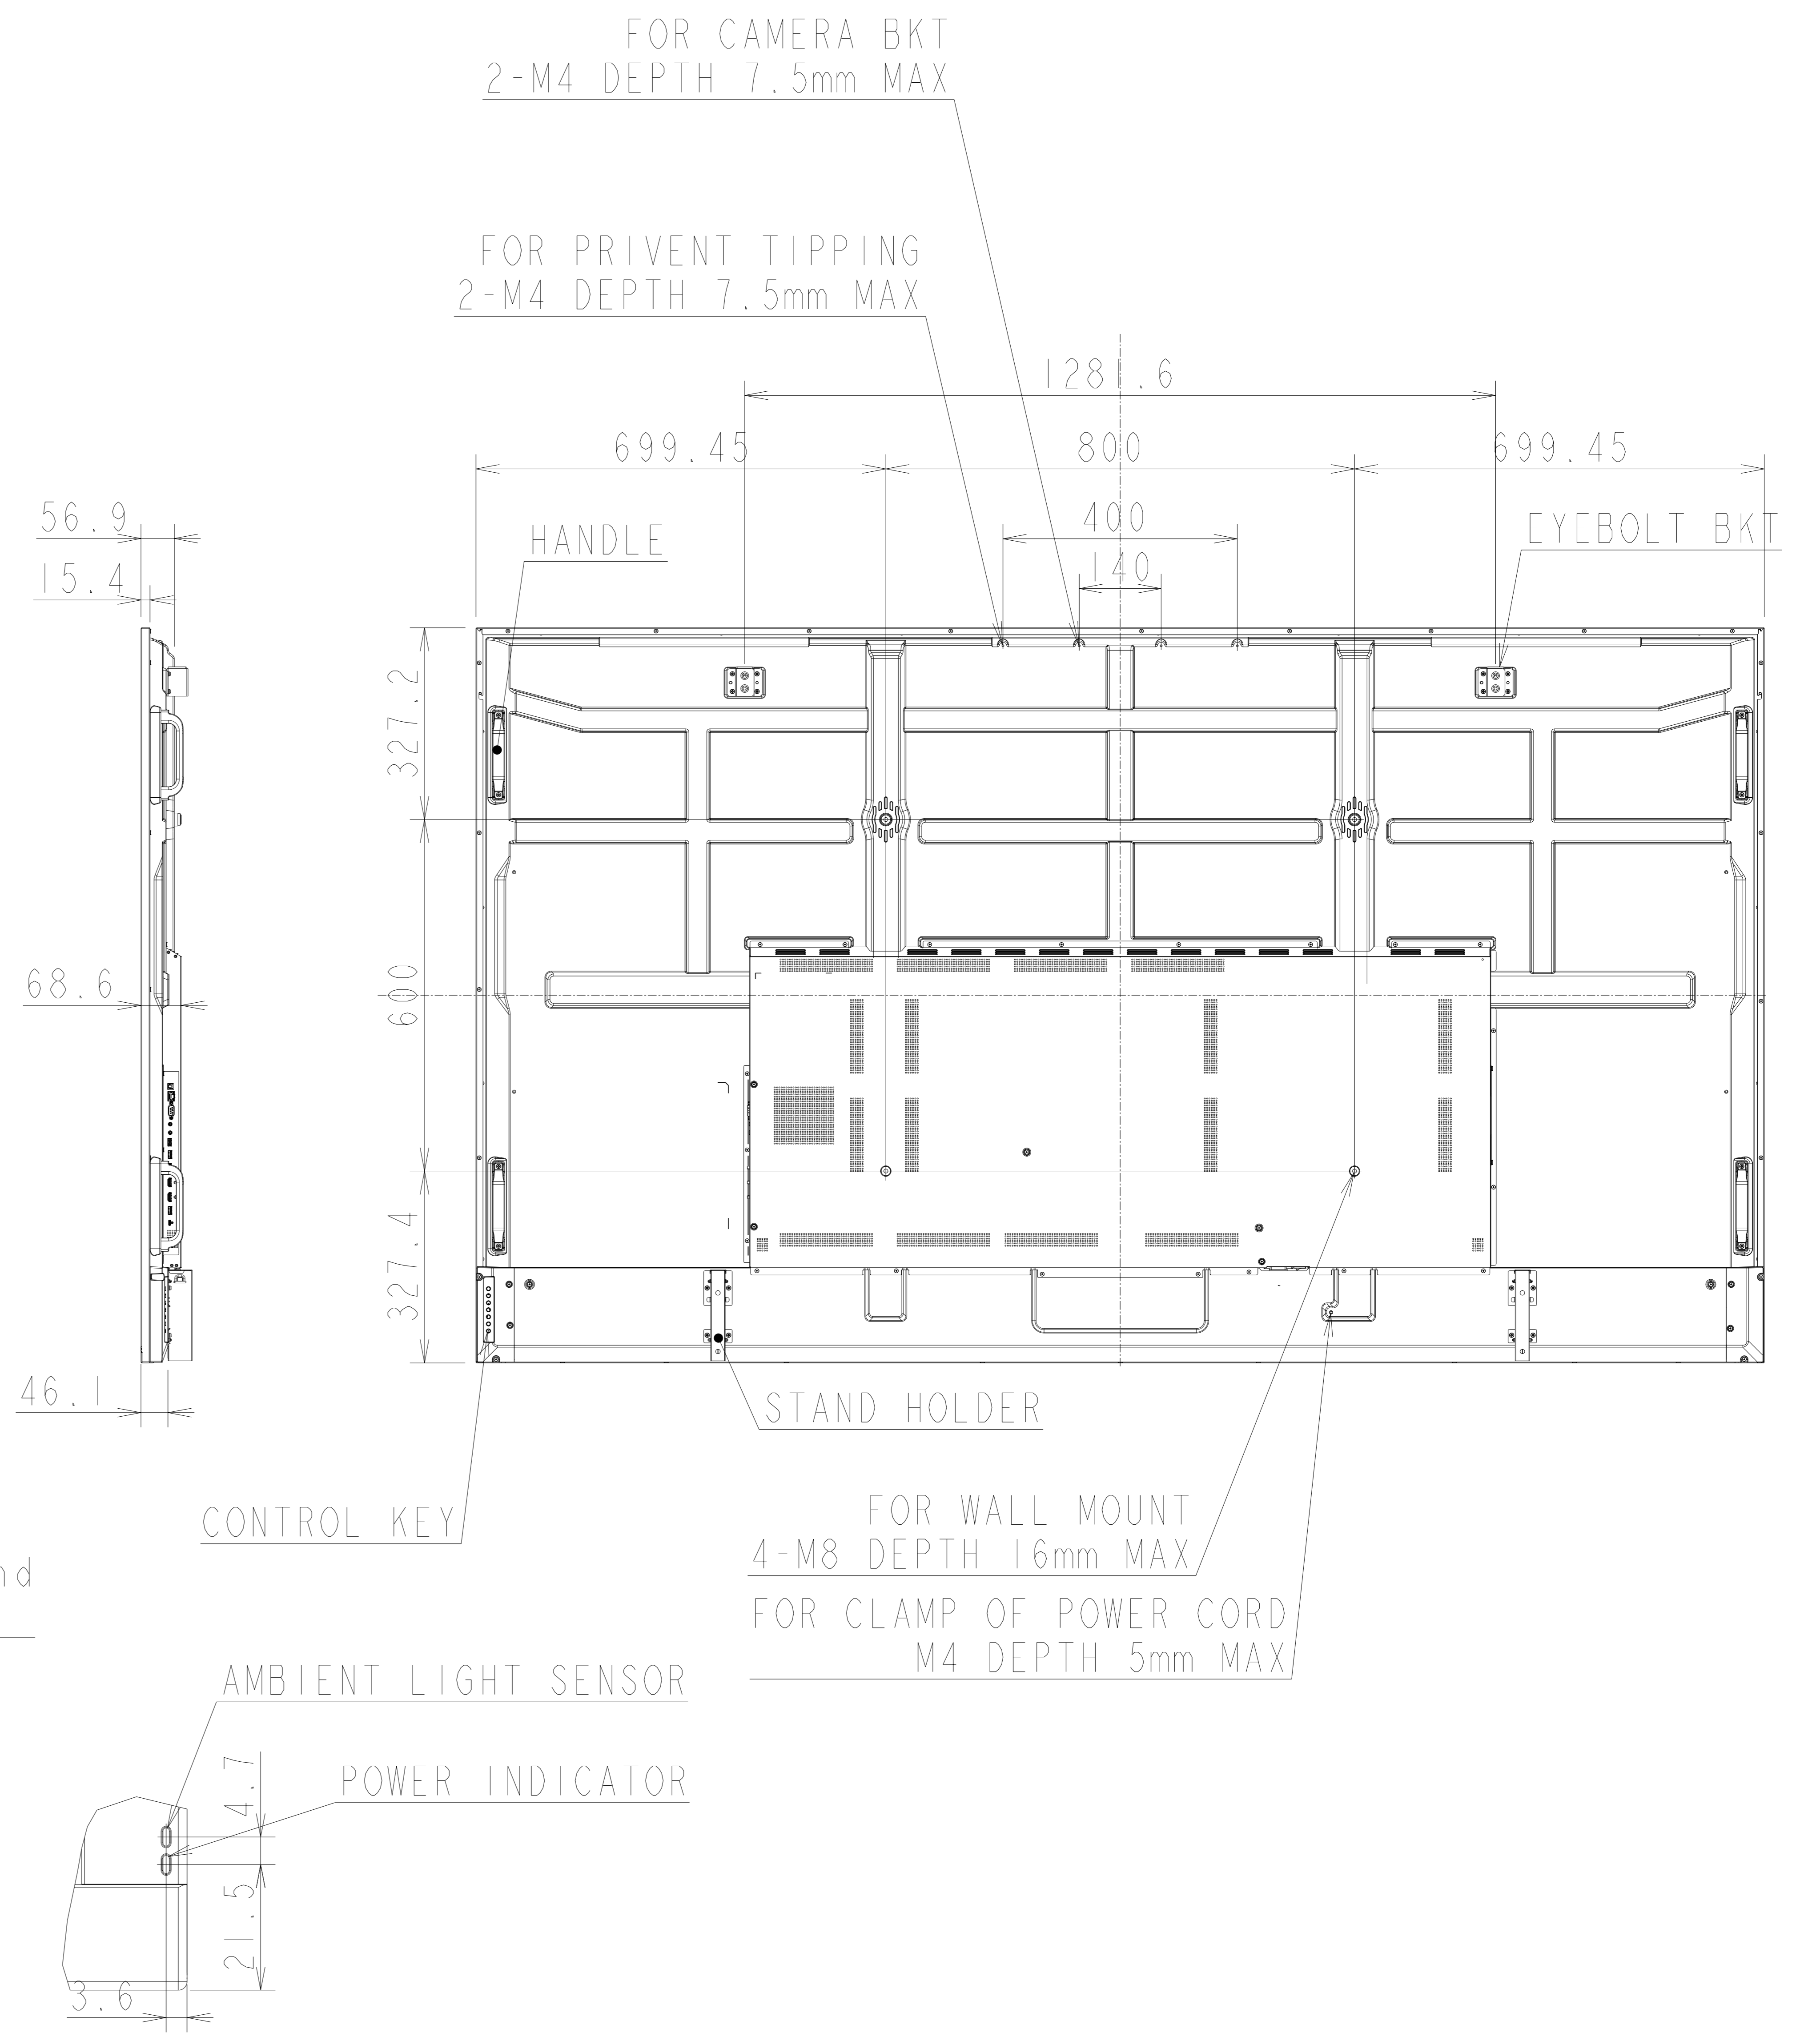 FOR CAMERA BKT
2-M4 DEPTH 7.5mm MAX
FOR PRIVENT TIPPING
2-M4 DEPTH 7.5mm MAX
1281.6
699.45
800
699.45
56.9
HANDLE
400
EYEBOLT BKT
15.4
140
327.2
68.6
600
327.4
46.1
STAND HOLDER
CONTROL KEY
FOR WALL MOUNT
4-M8 DEPTH 16mm MAX
nd
FOR CLAMP OF POWER CORD
M4 DEPTH 5mm MAX
AMBIENT LIGHT SENSOR
4.7
POWER INDICATOR
21.5
3.6